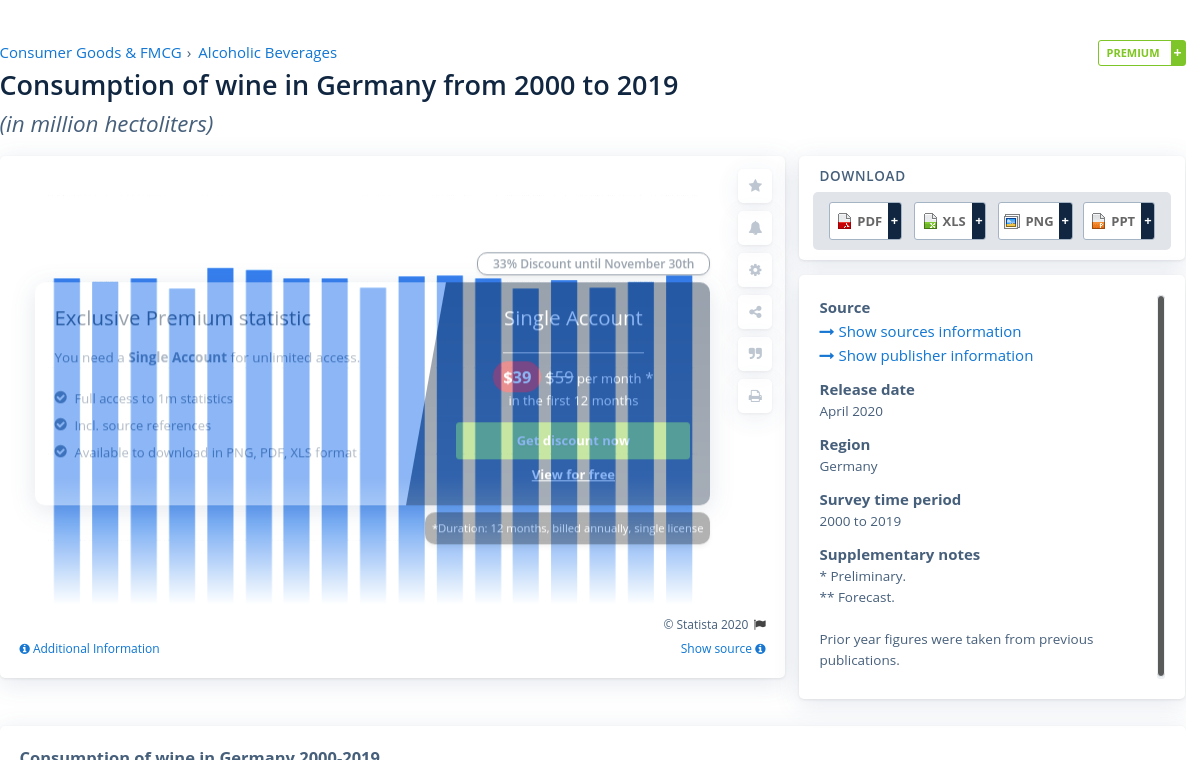 Consumer Goods & FMCG › Alcoholic Beverages
PREMIUM +
Consumption of wine in Germany from 2000 to 2019
(in million hectoliters)
DOWNLOAD
PDF + XLS + PNG + PPT +
33% Discount until November 30th
Exclusive Premium statistic
You need a Single Account for unlimited access.
Full access to 1m statistics
Incl. source references
Available to download in PNG, PDF, XLS format
Single Account
$39 $59 per month *
in the first 12 months
Get discount now
View for free
*Duration: 12 months, billed annually, single license
© Statista 2020
Additional Information
Show source
Source
Show sources information
Show publisher information
Release date
April 2020
Region
Germany
Survey time period
2000 to 2019
Supplementary notes
* Preliminary.
** Forecast.
Prior year figures were taken from previous
publications.
Consumption of wine in Germany 2000-2019